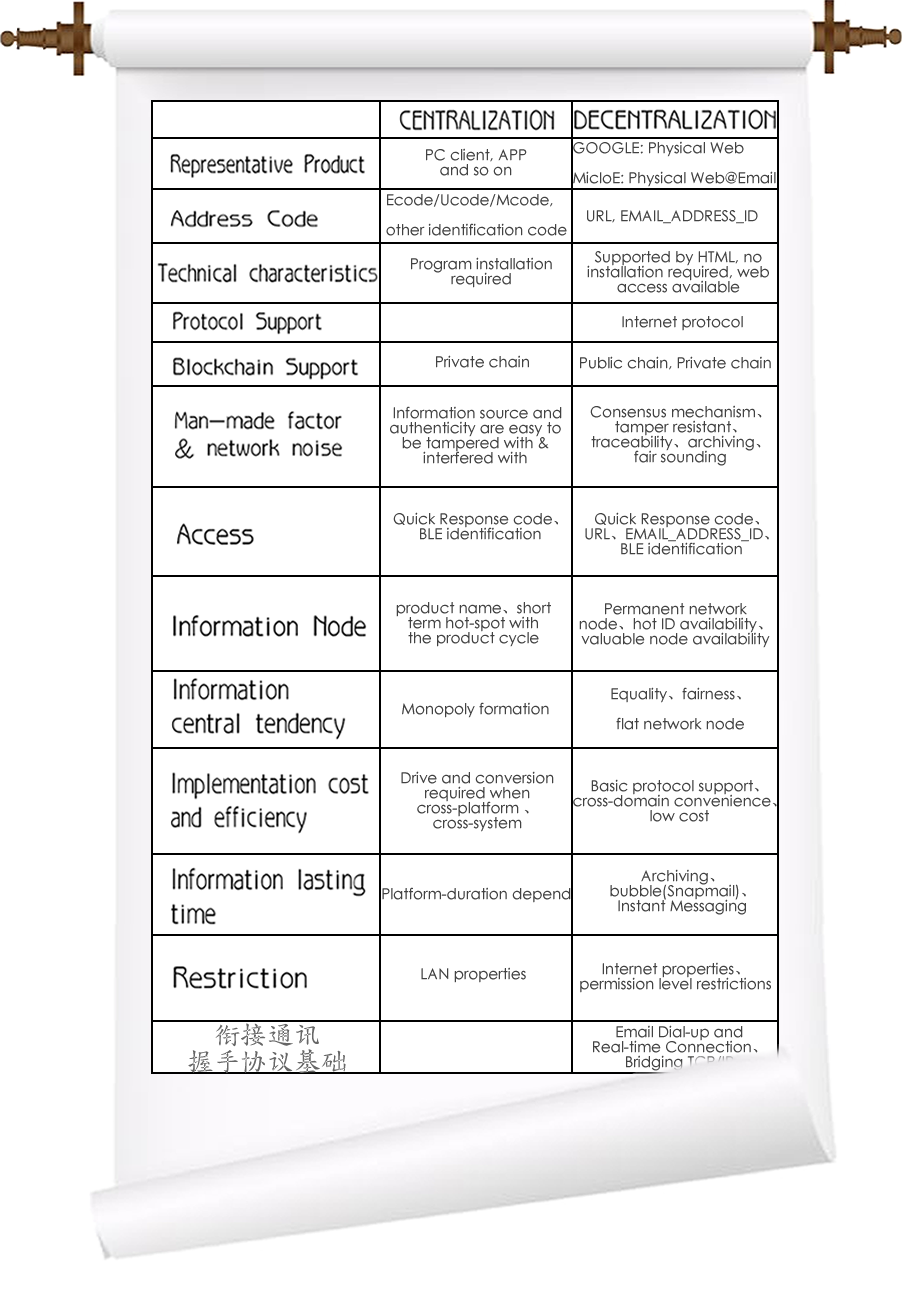 CENTRALIZATION DECENTRALIZATION
Representative Product
PC client, APP
and so on
GOOGLE: Physical Web
MicIoE: Physical Web@Email
Address Code
Ecode/Ucode/Mcode,
other identification code
URL, EMAIL_ADDRESS_ID
Technical characteristics
Program installation
required
Supported by HTML, no
installation required, web
access available
Protocol Support
Internet protocol
Blockchain Support
Private chain
Public chain, Private chain
Man-made factor
& network noise
Information source and
authenticity are easy to
be tampered with &
interfered with
Consensus mechanism、
tamper resistant、
traceability、archiving、
fair sounding
Access
Quick Response code、
BLE identification
Quick Response code、
URL、EMAIL_ADDRESS_ID、
BLE identification
Information Node
product name、short
term hot-spot with
the product cycle
Permanent network
node、hot ID availability、
valuable node availability
Information
central tendency
Monopoly formation
Equality、fairness、
flat network node
Implementation cost
and efficiency
Drive and conversion
required when
cross-platform 、
cross-system
Basic protocol support、
cross-domain convenience、
low cost
Information lasting
time
Platform-duration depend
Archiving、
bubble(Snapmail)、
Instant Messaging
Restriction
LAN properties
Internet properties、
permission level restrictions
衔接通讯
握手协议基础
Email Dial-up and
Real-time Connection、
Bridging